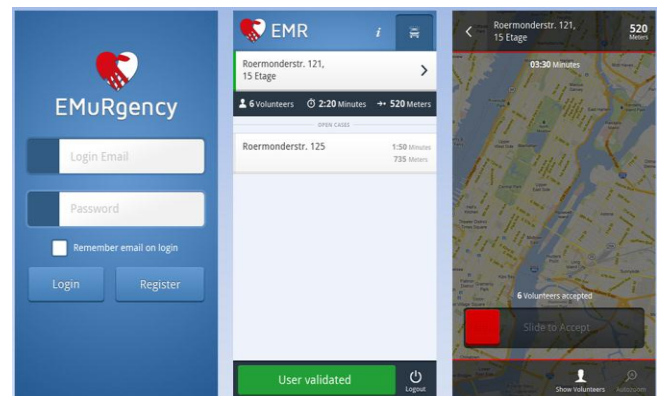 EMuRgency
Login Email
Password
Remember email on login
Login
Register
EMR
i
Roermonderstr. 121,
15 Etage
6 Volunteers
2:20 Minutes
520 Meters
OPEN CASES
Roermonderstr. 125
1:50 Minutes
735 Meters
User validated
Logout
Roermonderstr. 121,
15 Etage
520
Meters
03:30 Minutes
Central Park
6 Volunteers accepted
Slide to Accept
Show Volunteers
Autozoom